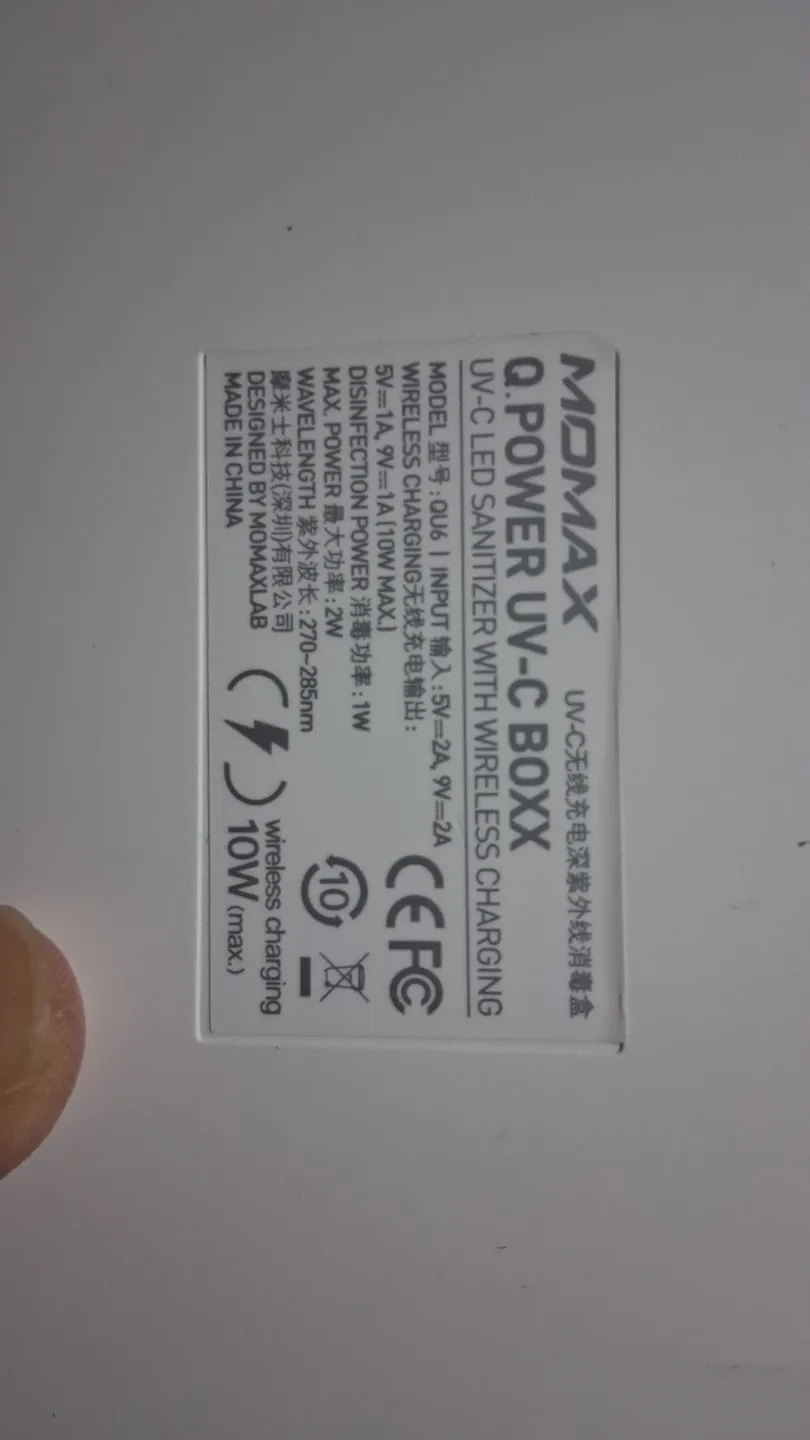 MOMAX UV-C无线充电深紫外线消毒盒
Q.POWER UV-C BOXX
UV-C LED SANITIZER WITH WIRELESS CHARGING
MODEL 型号 : QU6 | INPUT 输入 : 5V⎓2A, 9V⎓2A
WIRELESS CHARGING无线充电输出 :
5V⎓1A, 9V⎓1A (10W MAX.)
DISINFECTION POWER 消毒功率 : 1W
MAX. POWER 最大功率 : 2W
WAVELENGTH 紫外波长 : 270~285nm
摩米士科技(深圳)有限公司
DESIGNED BY MOMAXLAB
MADE IN CHINA
CE FC
10
wireless charging
10W (max.)